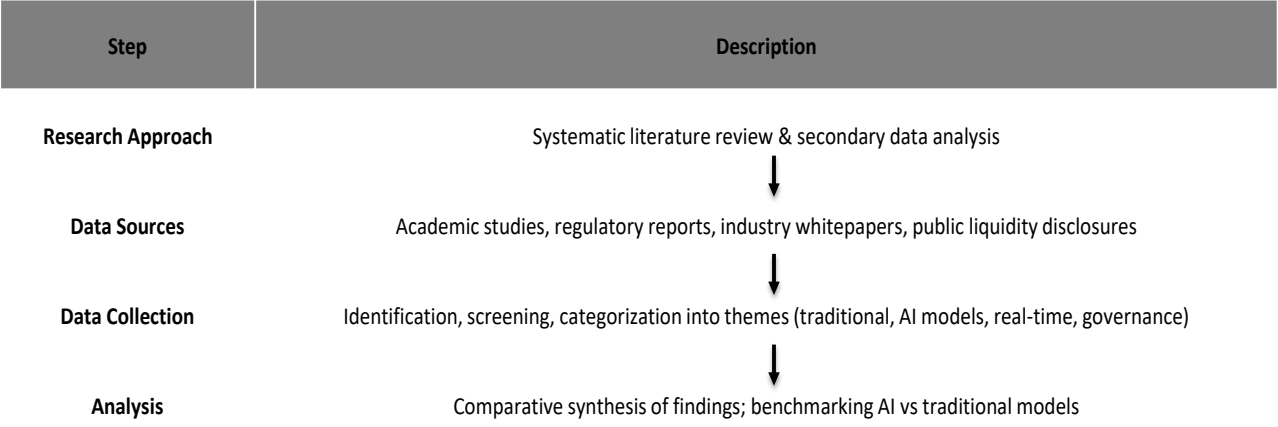 Step Description
Research Approach Systematic literature review & secondary data analysis
Data Sources Academic studies, regulatory reports, industry whitepapers, public liquidity disclosures
Data Collection Identification, screening, categorization into themes (traditional, AI models, real-time, governance)
Analysis Comparative synthesis of findings; benchmarking AI vs traditional models